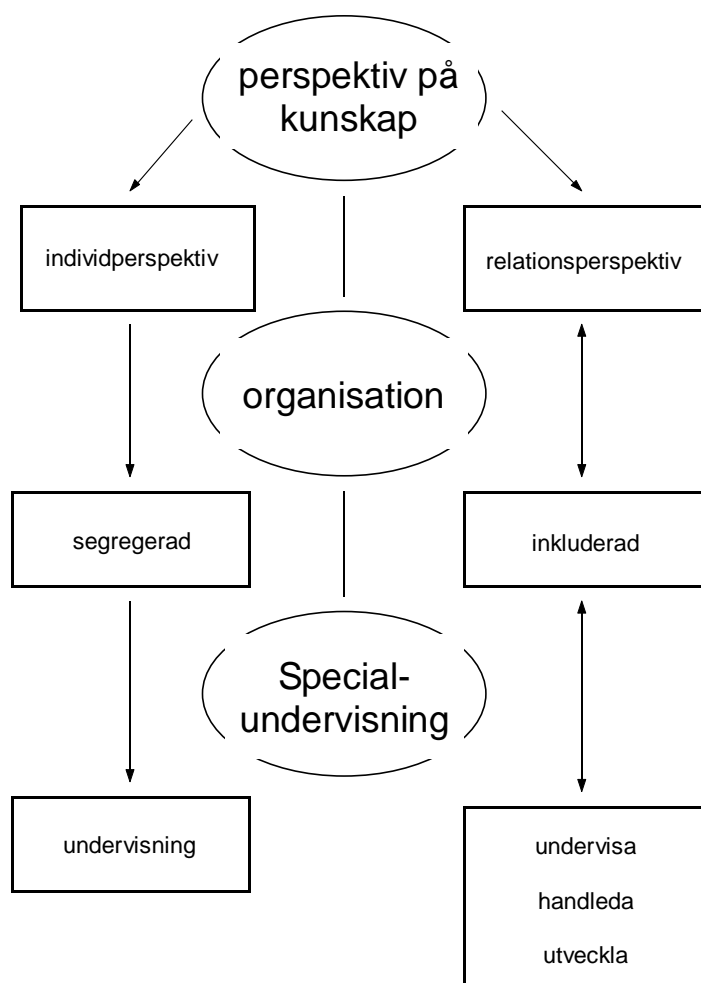 perspektiv på
kunskap
individperspektiv
relationsperspektiv
organisation
segregerad
inkluderad
Special-
undervisning
undervisning
undervisa
handleda
utveckla